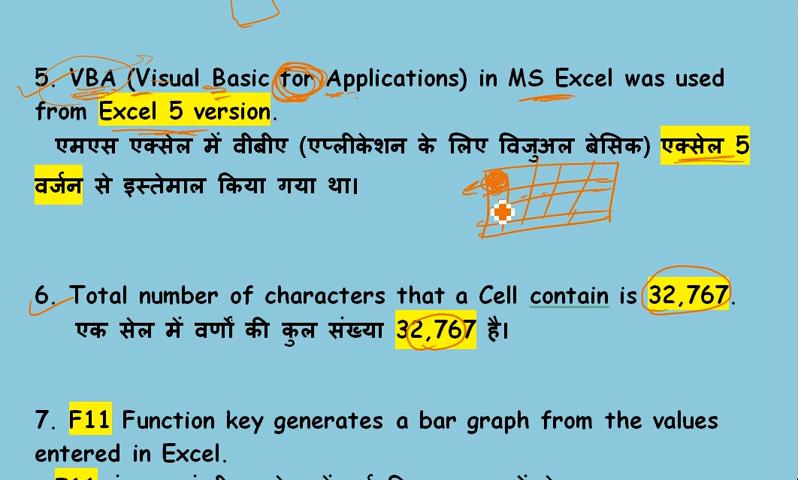 5. VBA (Visual Basic for Applications) in MS Excel was used
from Excel 5 version.
एमएस एक्सेल में वीबीए (एप्लीकेशन के लिए विजुअल बेसिक) एक्सेल 5
वर्जन से इस्तेमाल किया गया था।
6. Total number of characters that a Cell contain is 32,767.
एक सेल में वर्णों की कुल संख्या 32,767 है।
7. F11 Function key generates a bar graph from the values
entered in Excel.